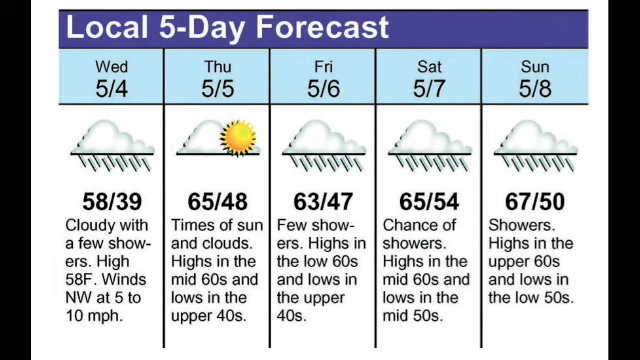 Local 5-Day Forecast
Wed
5/4
58/39
Cloudy with
a few show-
ers. High
58F. Winds
NW at 5 to
10 mph.
Thu
5/5
65/48
Times of sun
and clouds.
Highs in the
mid 60s and
lows in the
upper 40s.
Fri
5/6
63/47
Few show-
ers. Highs in
the low 60s
and lows in
the upper
40s.
Sat
5/7
65/54
Chance of
showers.
Highs in the
mid 60s and
lows in the
mid 50s.
Sun
5/8
67/50
Showers.
Highs in the
upper 60s
and lows in
the low 50s.